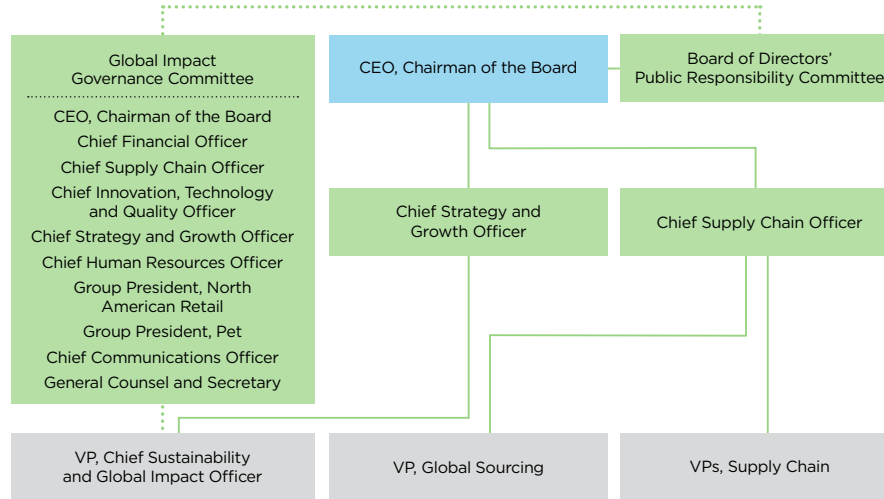 Global Impact
Governance Committee
CEO, Chairman of the Board
Chief Financial Officer
Chief Supply Chain Officer
Chief Innovation, Technology
and Quality Officer
Chief Strategy and Growth Officer
Chief Human Resources Officer
Group President, North
American Retail
Group President, Pet
Chief Communications Officer
General Counsel and Secretary
CEO, Chairman of the Board
Board of Directors’
Public Responsibility Committee
Chief Strategy and
Growth Officer
Chief Supply Chain Officer
VP, Chief Sustainability
and Global Impact Officer
VP, Global Sourcing
VPs, Supply Chain